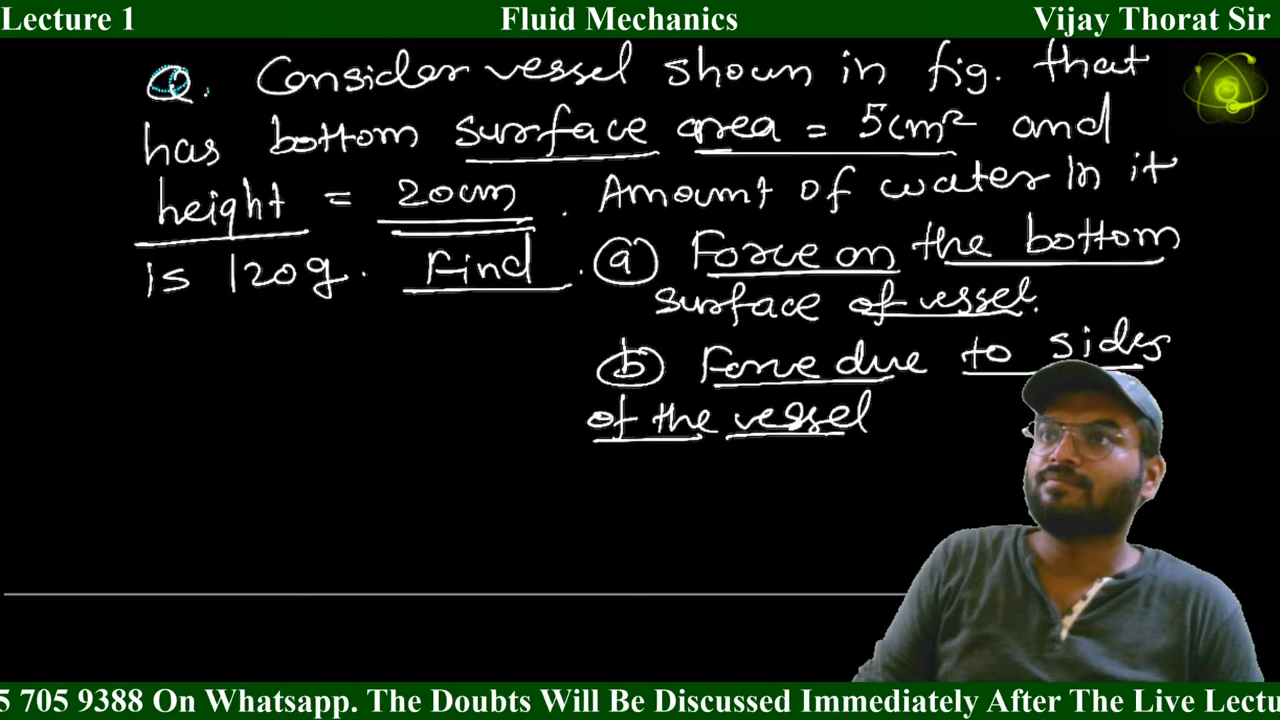 Lecture 1
Fluid Mechanics
Vijay Thorat Sir
Q. Consider vessel shown in fig. that
has bottom surface area = 5cm² and
height = 20cm. Amount of water in it
is 120g. Find. (a) Force on the bottom
surface of vessel.
(b) Force due to sides
of the vessel
5 705 9388 On Whatsapp. The Doubts Will Be Discussed Immediately After The Live Lectu